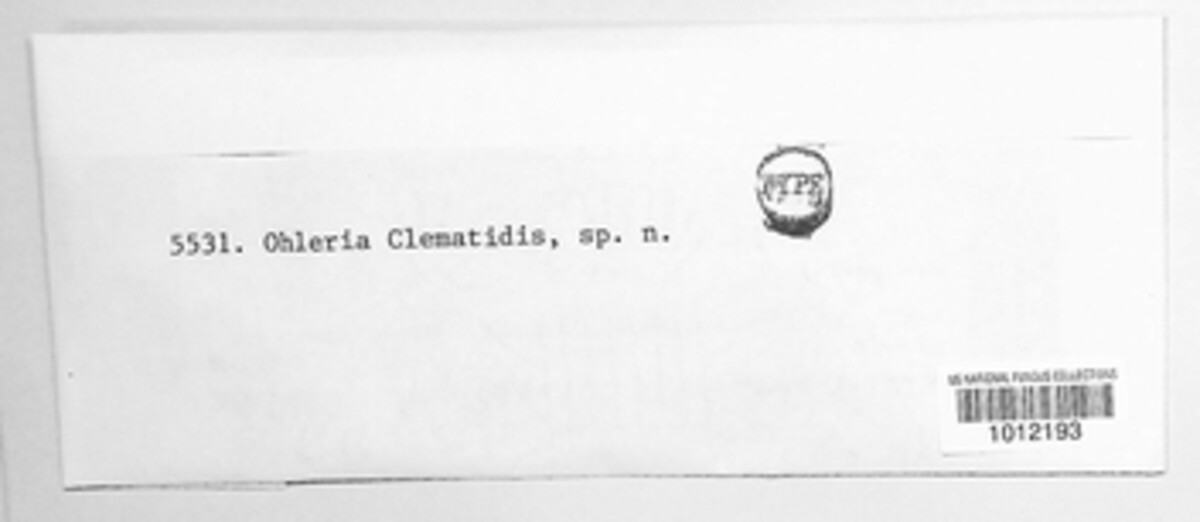 TYPE
5531. Ohleria Clematidis, sp. n.
US NATIONAL FUNGUS COLLECTIONS
1012193